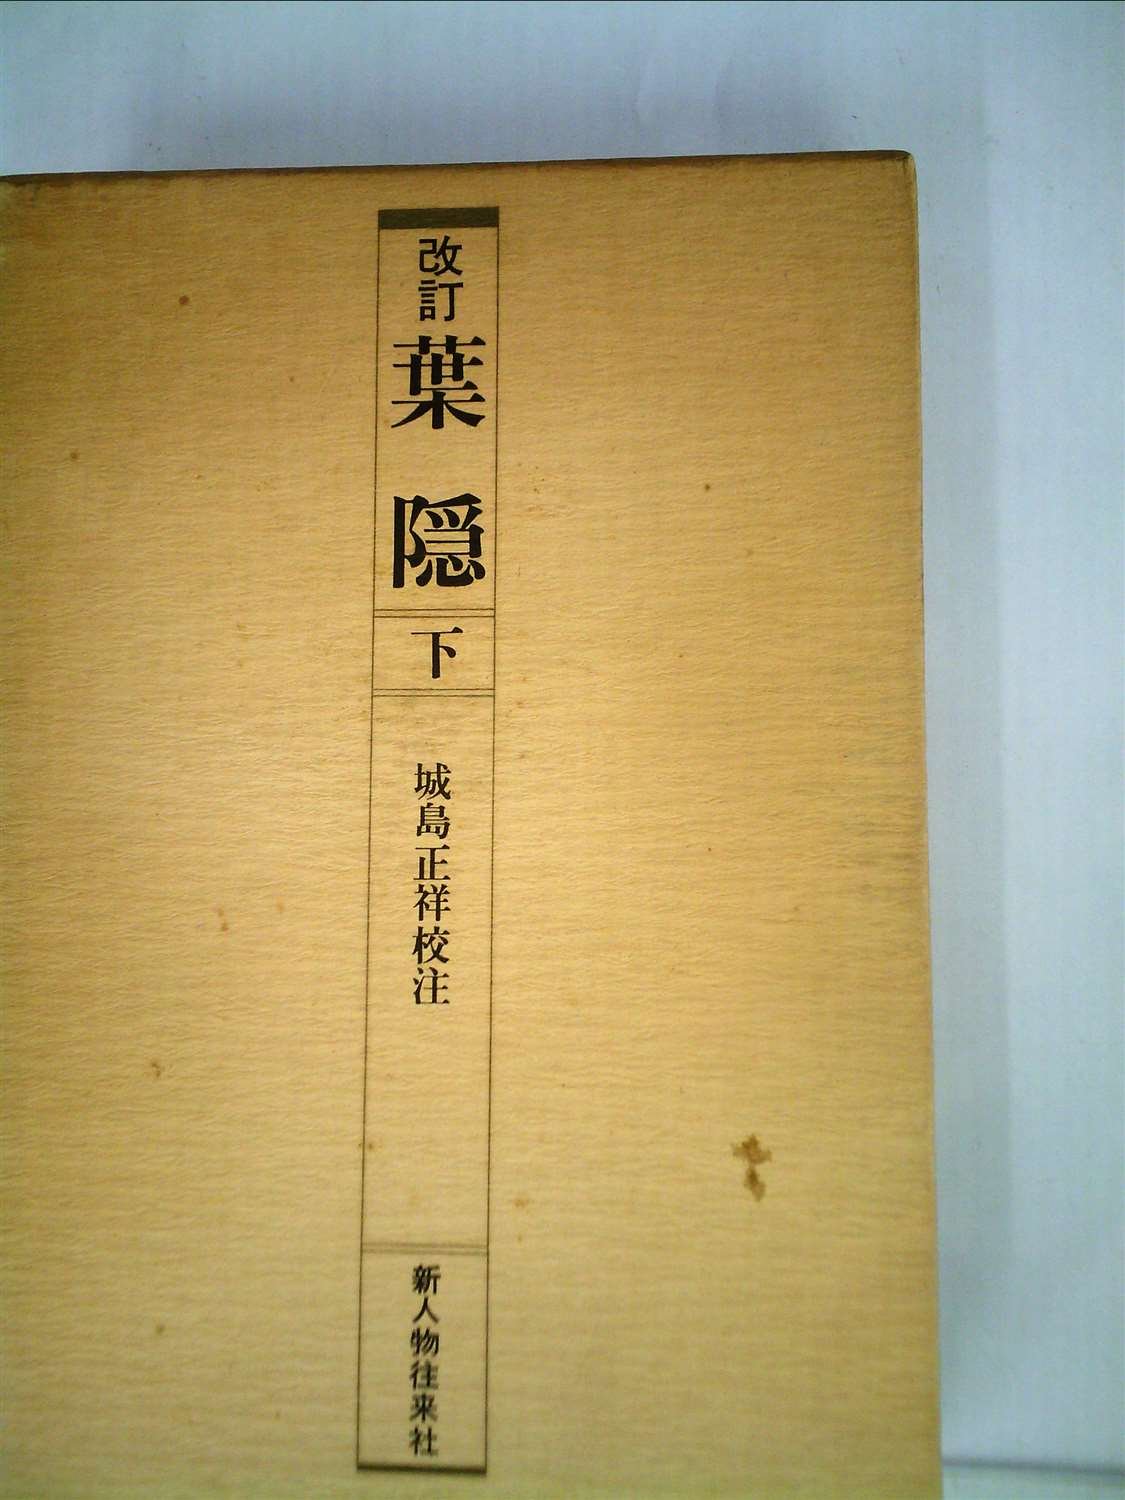 改訂
葉隠
下
城島正祥校注
新人物往来社